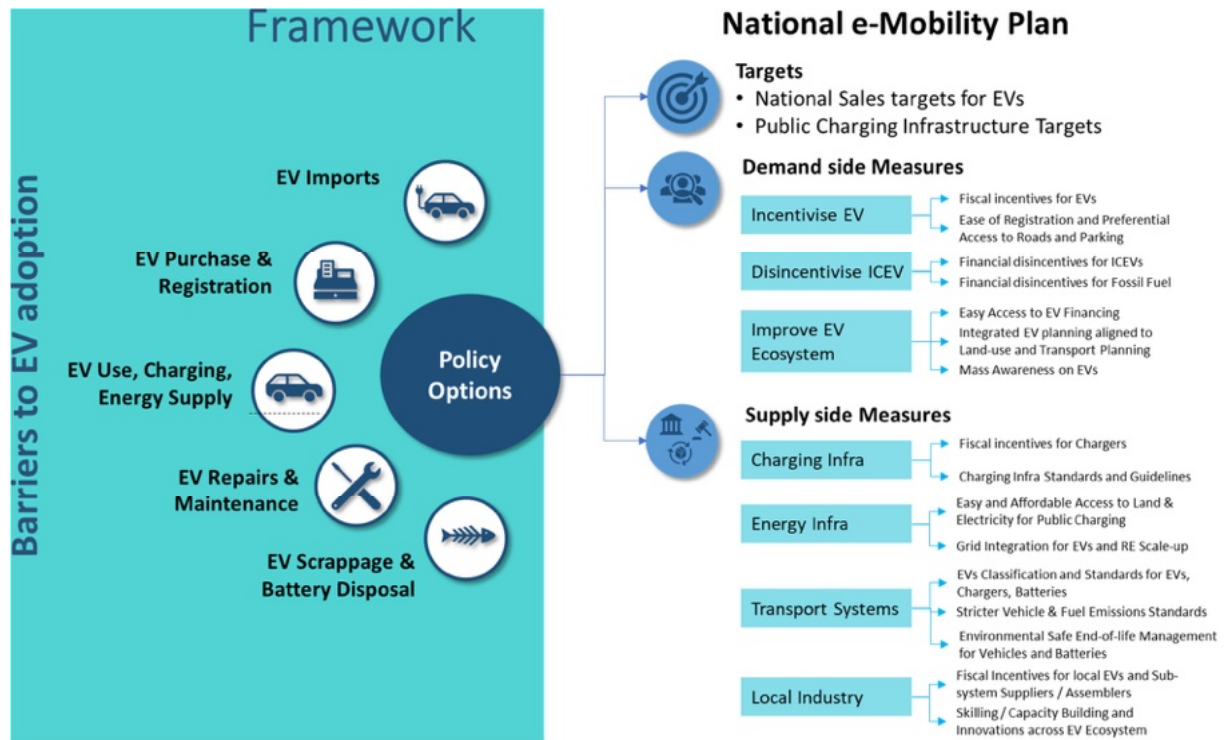 Framework
Barriers to EV adoption
EV Imports
EV Purchase &
Registration
EV Use, Charging,
Energy Supply
EV Repairs &
Maintenance
EV Scrappage &
Battery Disposal
Policy
Options
National e-Mobility Plan
Targets
• National Sales targets for EVs
• Public Charging Infrastructure Targets
Demand side Measures
Incentivise EV
Fiscal incentives for EVs
Ease of Registration and Preferential
Access to Roads and Parking
Disincentivise ICEV
Financial disincentives for ICEVs
Financial disincentives for Fossil Fuel
Improve EV
Ecosystem
Easy Access to EV Financing
Integrated EV planning aligned to
Land-use and Transport Planning
Mass Awareness on EVs
Supply side Measures
Charging Infra
Fiscal incentives for Chargers
Charging Infra Standards and Guidelines
Energy Infra
Easy and Affordable Access to Land &
Electricity for Public Charging
Grid Integration for EVs and RE Scale-up
Transport Systems
EVs Classification and Standards for EVs,
Chargers, Batteries
Stricter Vehicle & Fuel Emissions Standards
Environmental Safe End-of-life Management
for Vehicles and Batteries
Local Industry
Fiscal Incentives for local EVs and Sub-
system Suppliers / Assemblers
Skilling / Capacity Building and
Innovations across EV Ecosystem